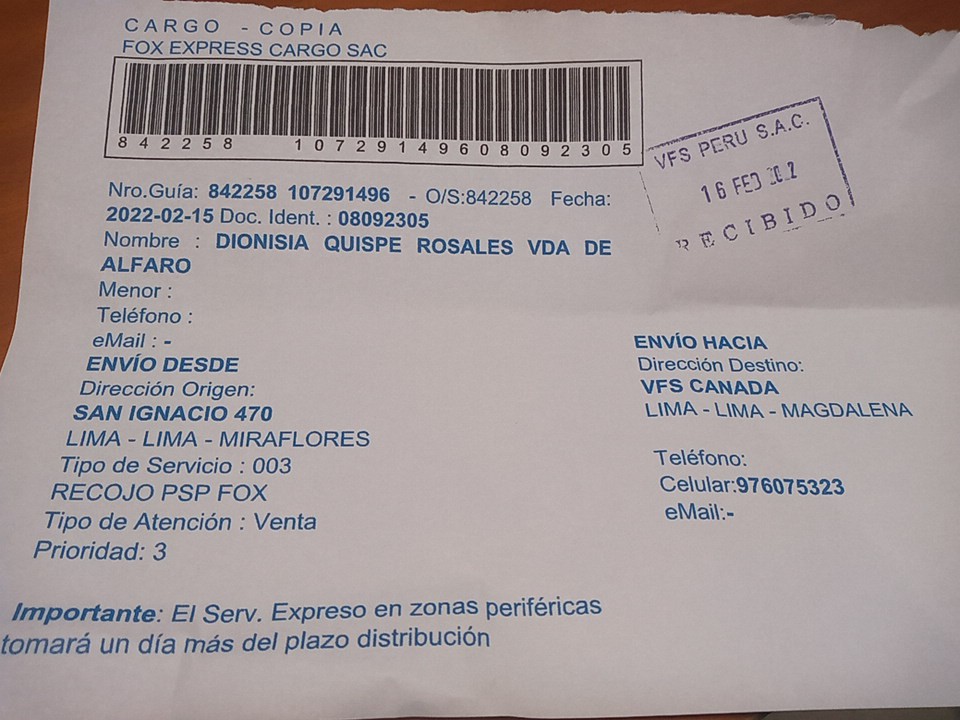 CARGO - COPIA
FOX EXPRESS CARGO SAC
842258 10729149608092305
VFS PERU S.A.C.
16 FEB
RECIBIDO
Nro.Guía: 842258 107291496 - O/S:842258 Fecha:
2022-02-15 Doc. Ident. : 08092305
Nombre : DIONISIA QUISPE ROSALES VDA DE
ALFARO
Menor :
Teléfono :
eMail : -
ENVÍO DESDE
Dirección Origen:
SAN IGNACIO 470
LIMA - LIMA - MIRAFLORES
Tipo de Servicio : 003
RECOJO PSP FOX
Tipo de Atención : Venta
Prioridad: 3
ENVÍO HACIA
Dirección Destino:
VFS CANADA
LIMA - LIMA - MAGDALENA
Teléfono:
Celular:976075323
eMail:-
Importante: El Serv. Expreso en zonas periféricas
tomará un día más del plazo distribución